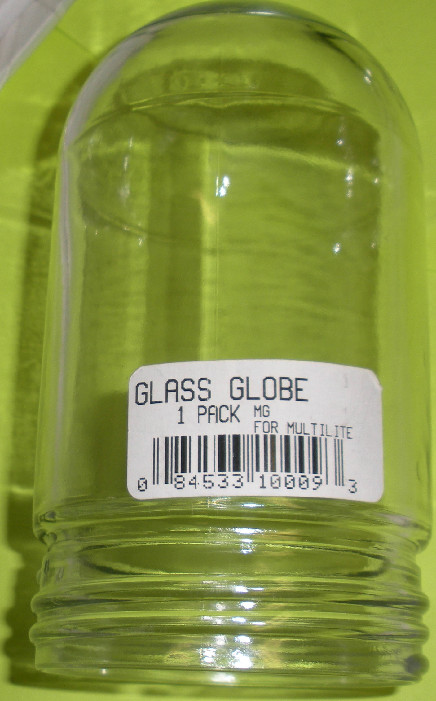 GLASS GLOBE
1 PACK MG
FOR MULTILITE
0 84533 10009 3